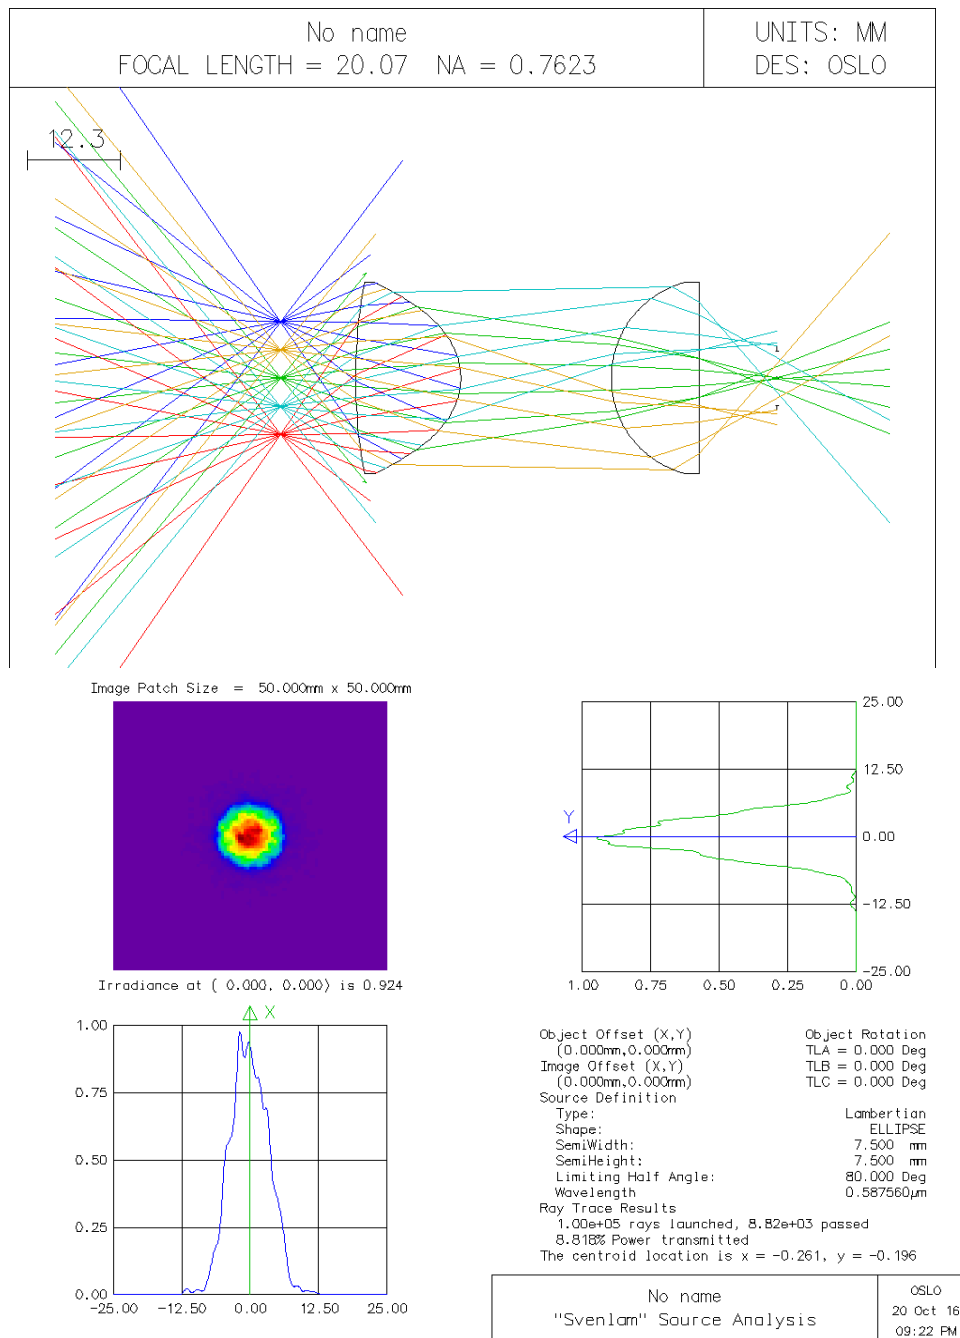 No name
FOCAL LENGTH = 20.07 NA = 0.7623
UNITS: MM
DES: OSLO
12.3
Image Patch Size = 50.000mm x 50.000mm
Irradiance at ( 0.000, 0.000) is 0.924
25.00
12.50
0.00
-12.50
-25.00
Y
1.00 0.75 0.50 0.25 0.00
X
1.00
0.75
0.50
0.25
0.00
-25.00 -12.50 0.00 12.50 25.00
Object Offset (X,Y) Object Rotation
(0.000mm,0.000mm) TLA = 0.000 Deg
Image Offset (X,Y) TLB = 0.000 Deg
(0.000mm,0.000mm) TLC = 0.000 Deg
Source Definition
Type: Lambertian
Shape: ELLIPSE
SemiWidth: 7.500 mm
SemiHeight: 7.500 mm
Limiting Half Angle: 80.000 Deg
Wavelength 0.587560µm
Ray Trace Results
1.00e+05 rays launched, 8.82e+03 passed
8.818% Power transmitted
The centroid location is x = -0.261, y = -0.196
No name
"Svenlam" Source Analysis
OSLO
20 Oct 16
09:22 PM